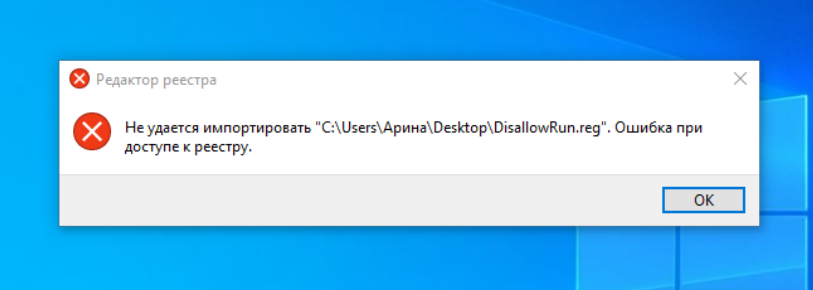 Редактор реестра
Не удается импортировать "C:\Users\Арина\Desktop\DisallowRun.reg". Ошибка при
доступе к реестру.
OK